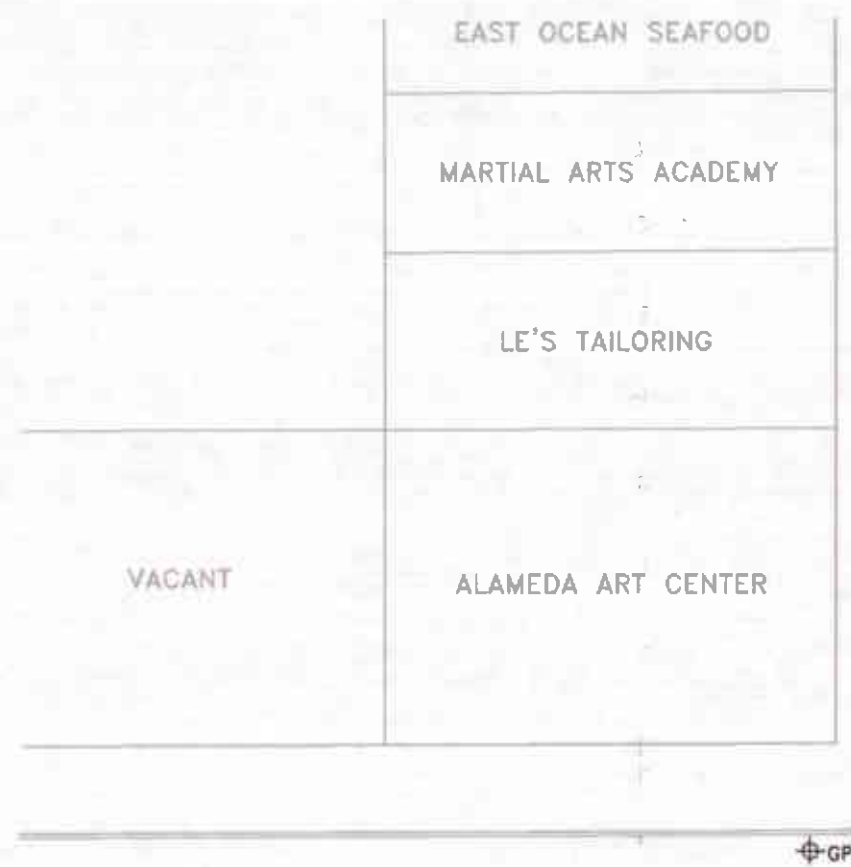 EAST OCEAN SEAFOOD
MARTIAL ARTS ACADEMY
LE'S TAILORING
VACANT
ALAMEDA ART CENTER
GP